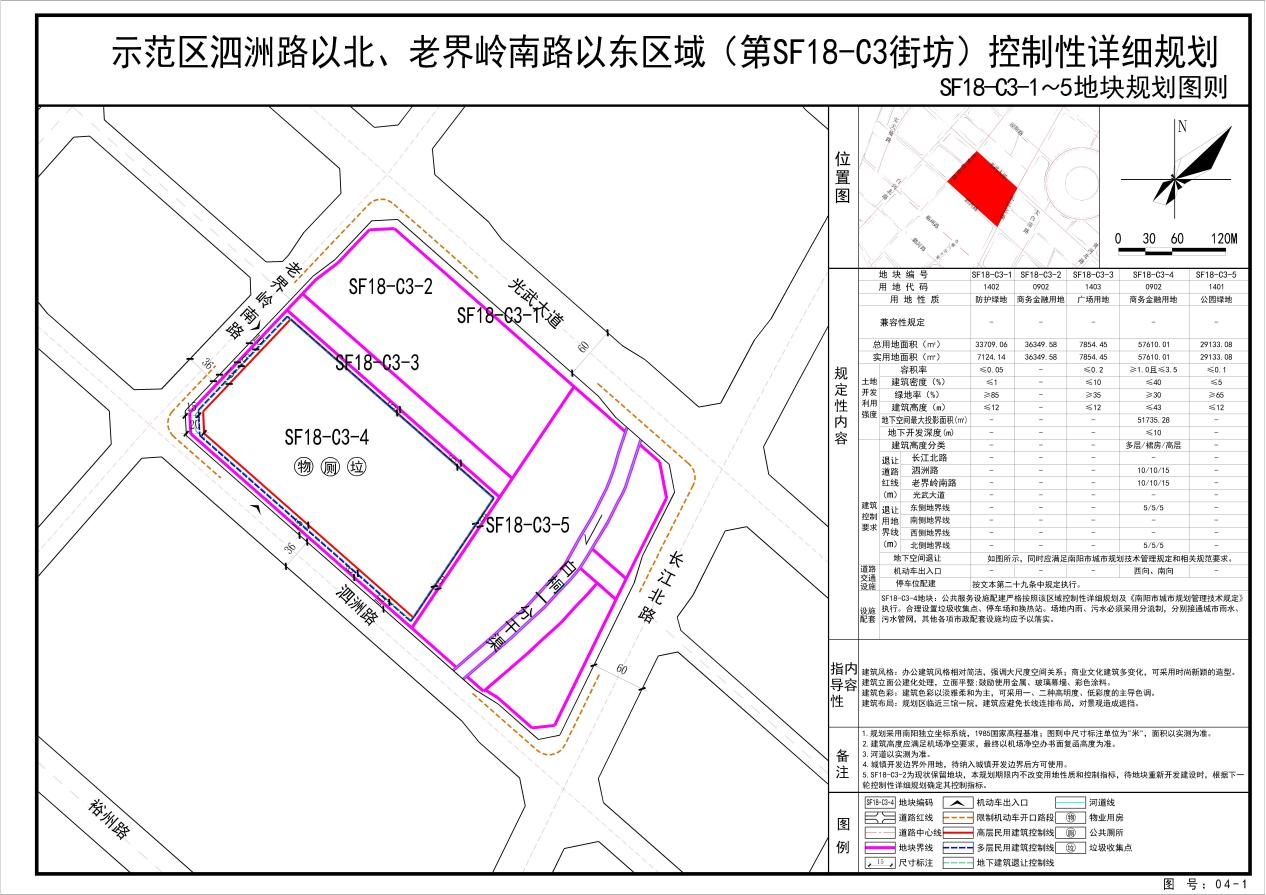 示范区泗洲路以北、老界岭南路以东区域（第SF18-C3街坊）控制性详细规划
SF18-C3-1～5地块规划图则
光武大道
老界岭南路
泗洲路
长江北路
裕州路
白桐一分干渠
SF18-C3-2
SF18-C3-1
SF18-C3-3
SF18-C3-4
物 厕 垃
SF18-C3-5
60
36
36
60
位置图
N
0 30 60 120M
规定性内容
地块编号 SF18-C3-1 SF18-C3-2 SF18-C3-3 SF18-C3-4 SF18-C3-5
用地代码 1402 0902 1403 0902 1401
用地性质 防护绿地 商务金融用地 广场用地 商务金融用地 公园绿地
兼容性规定 - - - - -
总用地面积（㎡） 33709.06 36349.58 7854.45 57610.01 29133.08
实用地面积（㎡） 7124.14 36349.58 7854.45 57610.01 29133.08
土地开发利用强度
容积率 ≤0.05 - ≤0.2 ≥1.0且≤3.5 ≤0.1
建筑密度（%） ≤1 - ≤10 ≤40 ≤5
绿地率（%） ≥85 - ≥35 ≥30 ≥65
建筑高度（m） ≤12 - ≤12 ≤43 ≤12
地下空间最大投影面积(㎡) - - - 51735.28 -
地下开发深度(m) - - - ≤10 -
建筑控制要求
建筑高度分类 - - - 多层/裙房/高层 -
退让道路红线(m)
长江北路 - - - - -
泗洲路 - - - 10/10/15 -
老界岭南路 - - - 10/10/15 -
光武大道 - - - - -
退让用地界线(m)
东侧地界线 - - - 5/5/5 -
南侧地界线 - - - - -
西侧地界线 - - - - -
北侧地界线 - - - 5/5/5 -
地下空间退让 如图所示，同时应满足南阳市城市规划技术管理规定和相关规范要求。
道路交通设施
机动车出入口 - - - 西向、南向 -
停车位配建 按文本第二十九条中规定执行。
设施配套
SF18-C3-4地块：公共服务设施配建严格按照该区域控制性详细规划及《南阳市城市规划管理技术规定》
执行。合理设置垃圾收集点、停车场和换热站。场地内雨、污水必须采用分流制，分别接通城市雨水、
污水管网，其他各项市政配套设施均应予以落实。
指导性内容
建筑风格：办公建筑风格相对简洁，强调大尺度空间关系；商业文化建筑多变化，可采用时尚新颖的造型。
建筑立面公建化处理，立面平整;鼓励使用金属、玻璃幕墙、彩色涂料。
建筑色彩：建筑色彩以淡雅柔和为主，可采用一、二种高明度、低彩度的主导色调。
建筑布局：规划区临近三馆一院，建筑应避免长线连排布局，对景观造成遮挡。
备注
1.规划采用南阳独立坐标系统，1985国家高程基准；图则中尺寸标注单位为"米"，面积以实测为准。
2.建筑高度应满足机场净空要求，最终以机场净空办书面复函高度为准。
3.河道以实测为准。
4.城镇开发边界外用地，待纳入城镇开发边界后方可使用。
5.SF18-C3-2为现状保留地块，本规划期限内不改变用地性质和控制指标，待地块重新开发建设时，根据下一
轮控制性详细规划确定其控制指标。
图例
SF18-C3-4 地块编码 机动车出入口 河道线
道路红线 限制机动车开口路段 物 物业用房
道路中心线 高层民用建筑控制线 厕 公共厕所
地块界线 多层民用建筑控制线 垃 垃圾收集点
15 尺寸标注 地下建筑退让控制线
图 号：04-1